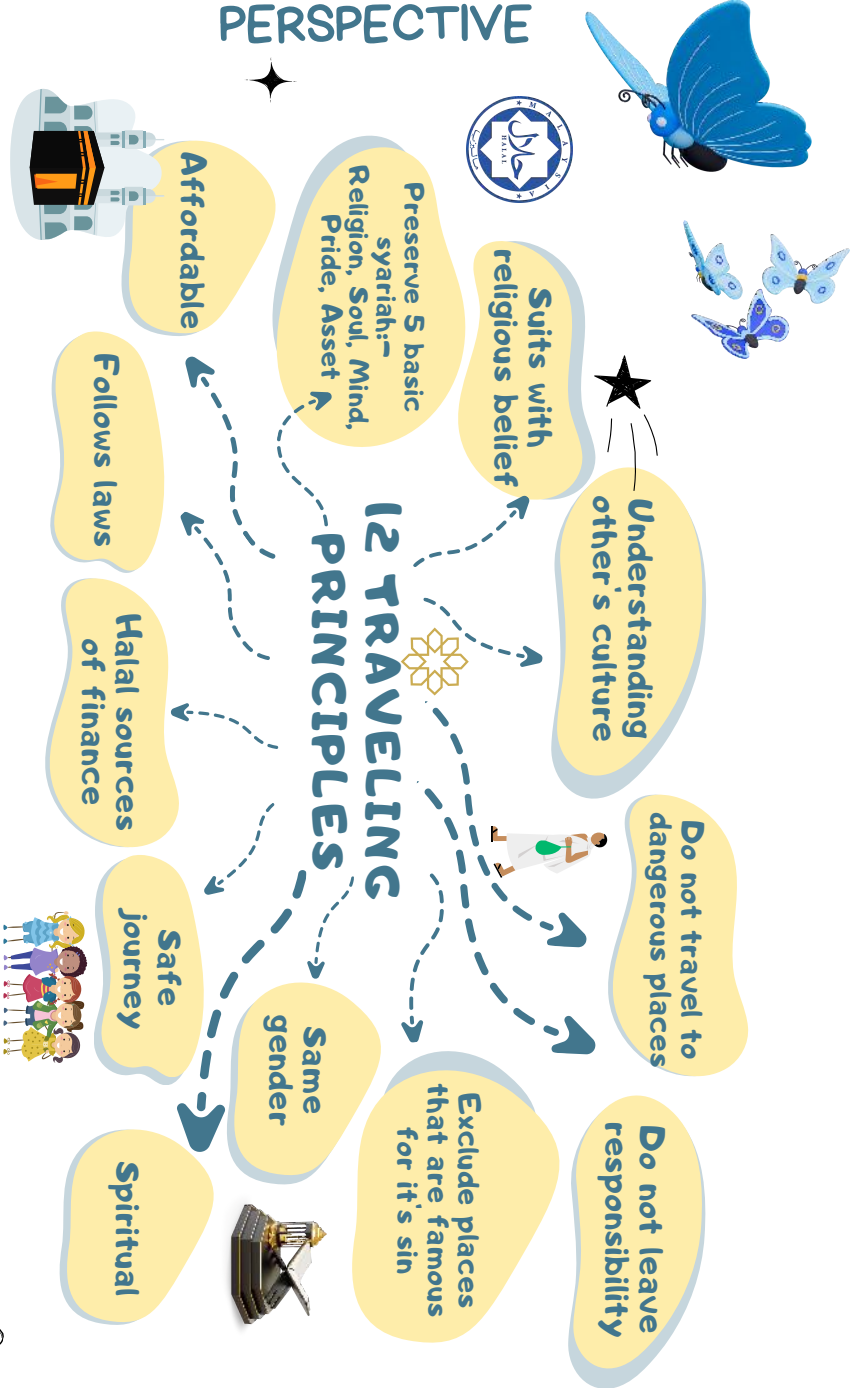 PERSPECTIVE
MALAYSIA
حلال
HALAL
12 TRAVELING
PRINCIPLES
Suits with
religious belief
Understanding
other's culture
Do not travel to
dangerous places
Do not leave
responsibility
Preserve 5 basic
syariah:-
Religion, Soul, Mind,
Pride, Asset
Exclude places
that are famous
for it's sin
Same
gender
Affordable
Follows laws
Halal sources
of finance
Safe
journey
Spiritual